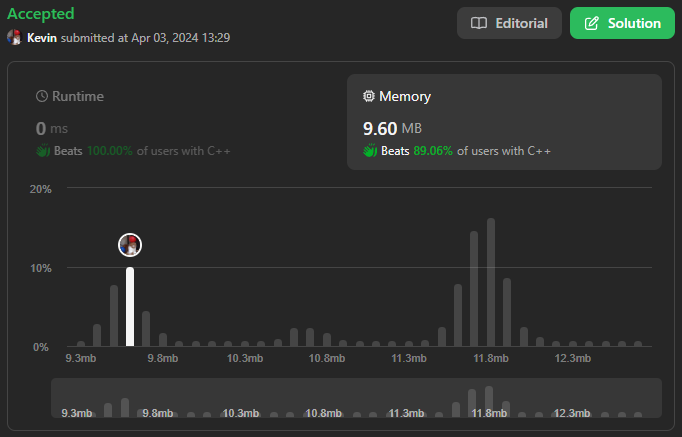 Accepted
Editorial
Solution
Kevin submitted at Apr 03, 2024 13:29
Runtime
Memory
0 ms
9.60 MB
Beats 100.00% of users with C++
Beats 89.06% of users with C++
20%
10%
0%
9.3mb 9.8mb 10.3mb 10.8mb 11.3mb 11.8mb 12.3mb
9.3mb 9.8mb 10.3mb 10.8mb 11.3mb 11.8mb 12.3mb